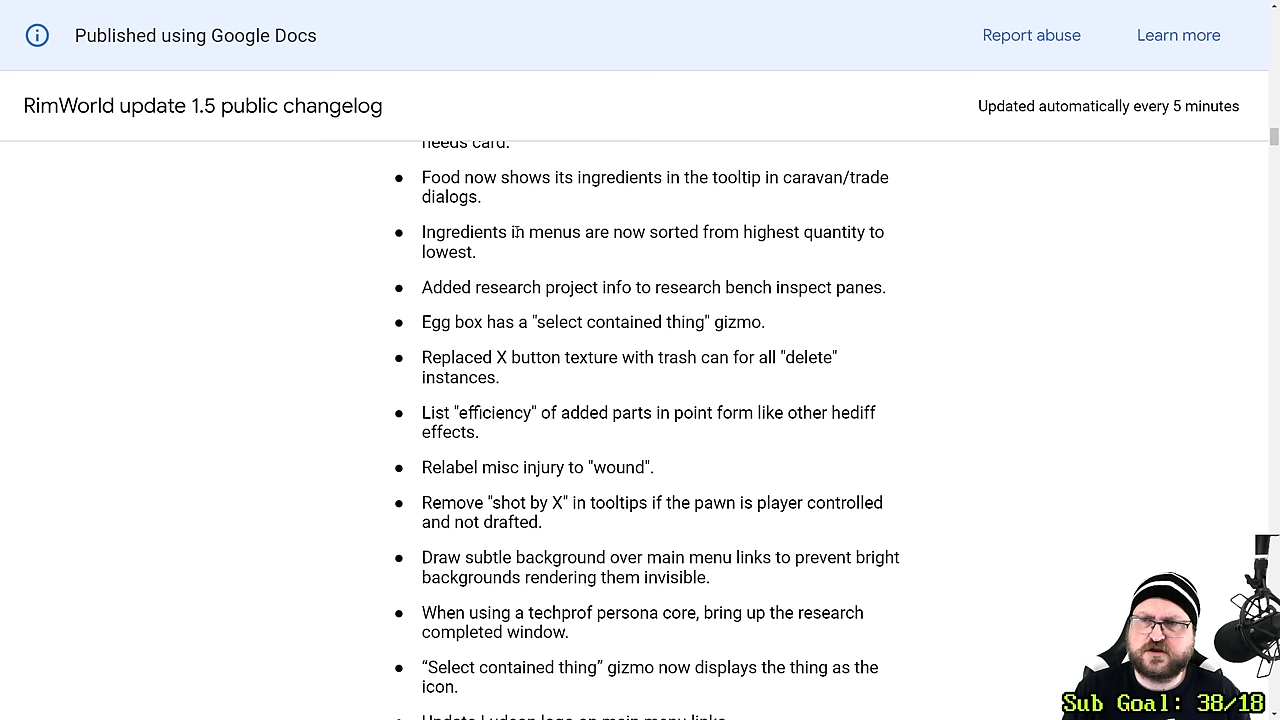 Published using Google Docs
Report abuse
Learn more
RimWorld update 1.5 public changelog
Updated automatically every 5 minutes
needs card.
● Food now shows its ingredients in the tooltip in caravan/trade
dialogs.
● Ingredients in menus are now sorted from highest quantity to
lowest.
● Added research project info to research bench inspect panes.
● Egg box has a "select contained thing" gizmo.
● Replaced X button texture with trash can for all "delete"
instances.
● List "efficiency" of added parts in point form like other hediff
effects.
● Relabel misc injury to "wound".
● Remove "shot by X" in tooltips if the pawn is player controlled
and not drafted.
● Draw subtle background over main menu links to prevent bright
backgrounds rendering them invisible.
● When using a techprof persona core, bring up the research
completed window.
● “Select contained thing” gizmo now displays the thing as the
icon.
● Update Ludeon logo on main menu links
Sub Goal: 38/18